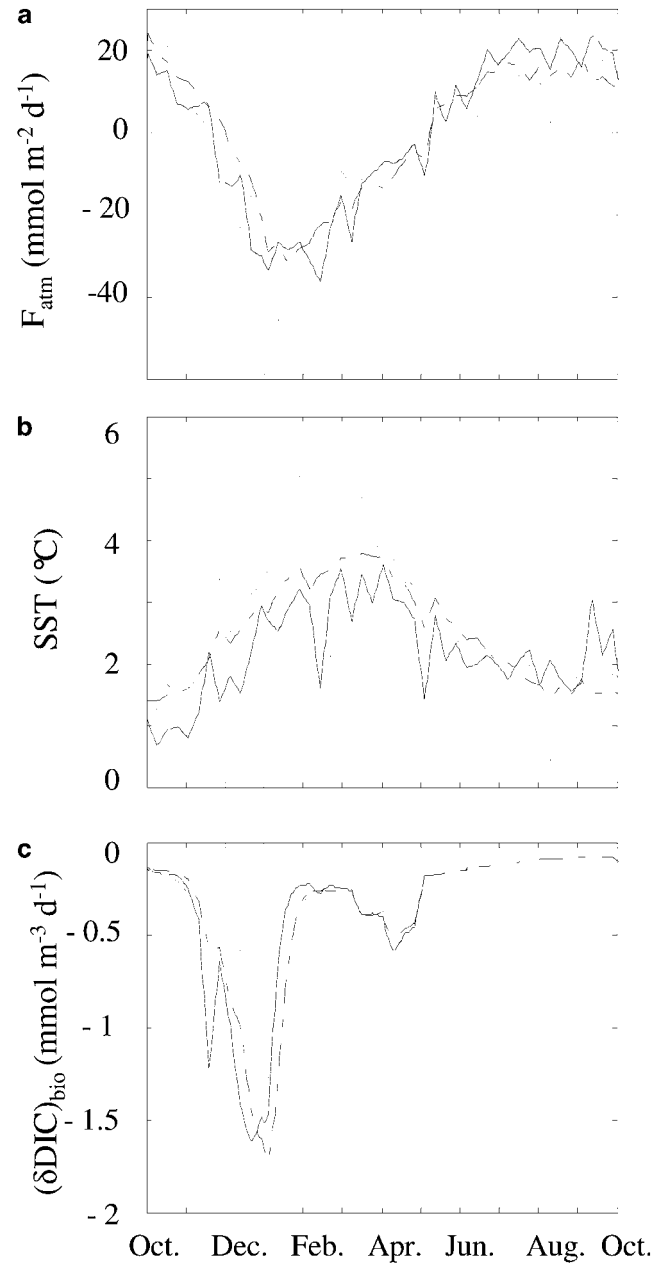 a
F_atm (mmol m^-2 d^-1)
20
0
- 20
-40
b
SST (°C)
6
4
2
0
c
(δDIC)_bio (mmol m^-3 d^-1)
0
- 0.5
- 1
- 1.5
- 2
Oct. Dec. Feb. Apr. Jun. Aug. Oct.